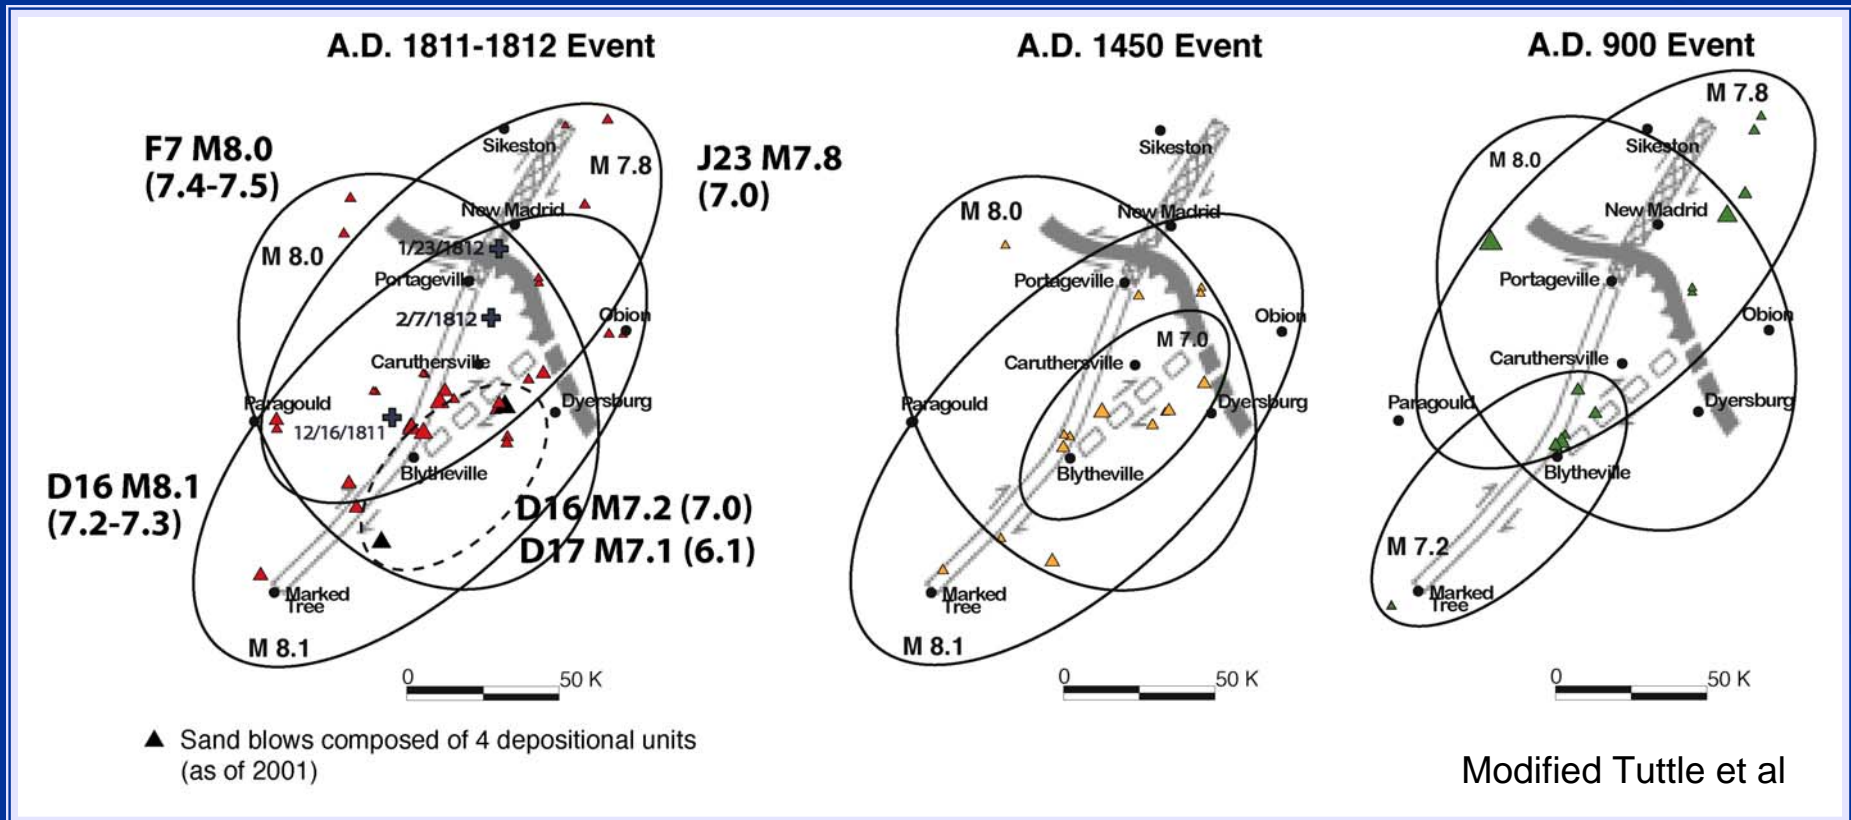 A.D. 1811-1812 Event
F7 M8.0
(7.4-7.5)
J23 M7.8
(7.0)
Sikeston
M 7.8
New Madrid
1/23/1812
M 8.0
Portageville
2/7/1812
Obion
Caruthersville
Paragould
12/16/1811
Dyersburg
Blytheville
D16 M8.1
(7.2-7.3)
D16 M7.2 (7.0)
D17 M7.1 (6.1)
Marked
Tree
M 8.1
0 50 K
▲ Sand blows composed of 4 depositional units
(as of 2001)
A.D. 1450 Event
Sikeston
M 8.0
New Madrid
Portageville
Obion
M 7.0
Caruthersville
Paragould
Dyersburg
Blytheville
Marked
Tree
M 8.1
0 50 K
A.D. 900 Event
M 7.8
Sikeston
M 8.0
New Madrid
Portageville
Obion
Caruthersville
Paragould
Dyersburg
Blytheville
M 7.2
Marked
Tree
0 50 K
Modified Tuttle et al